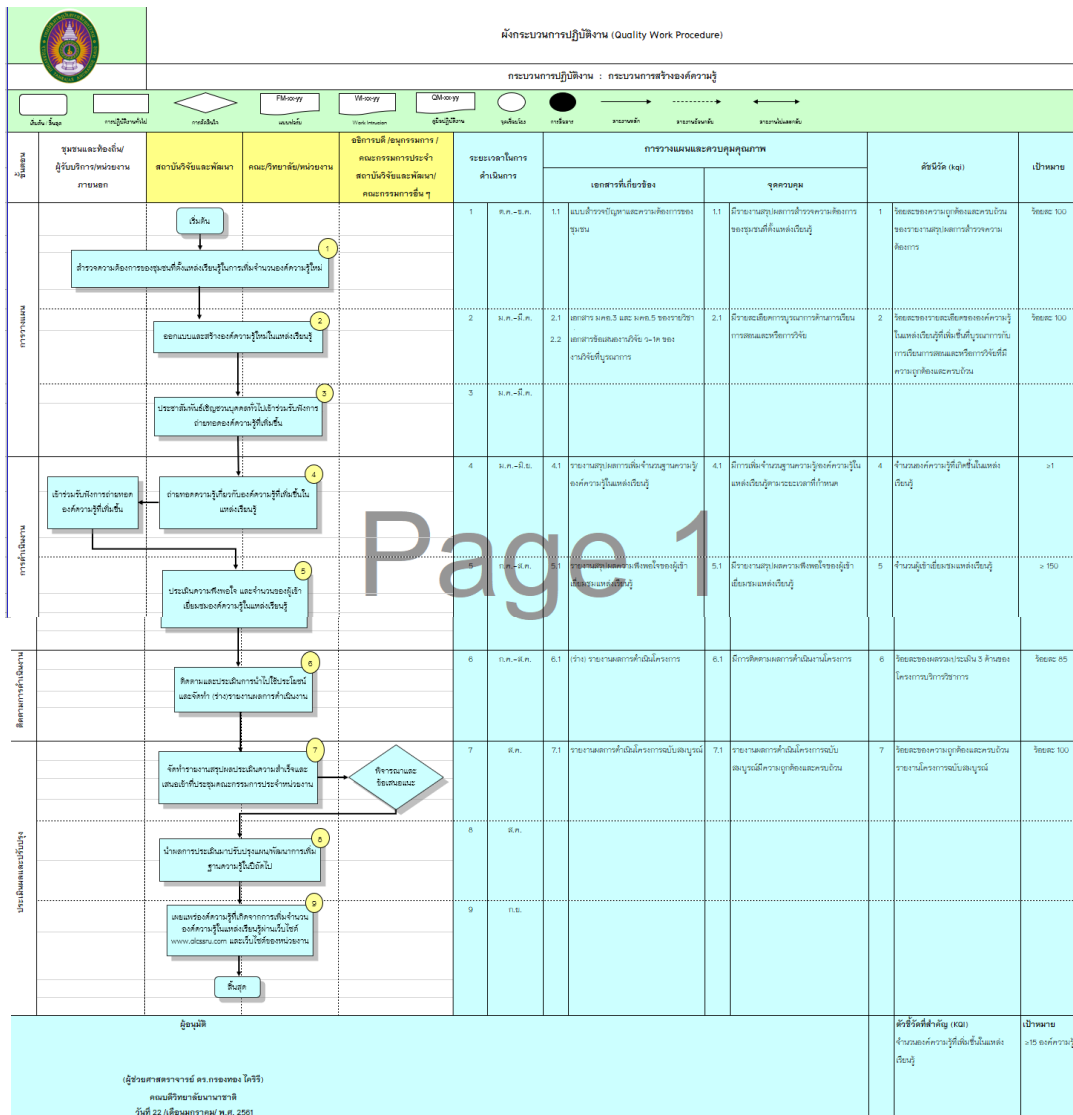 ผังกระบวนการปฏิบัติงาน (Quality Work Procedure)
กระบวนการปฏิบัติงาน : กระบวนการสร้างองค์ความรู้
FM-xx-yy
WI-xx-yy
QM-xx-yy
เริ่มต้น / สิ้นสุด
การปฏิบัติงานทั่วไป
การตัดสินใจ
แบบฟอร์ม
Work Intrusion
คู่มือปฏิบัติงาน
จุดเชื่อมโยง
การสื่อสาร
สายงานหลัก
สายงานย้อนกลับ
สายงานไปและกลับ
ขั้นตอน
ชุมชนและท้องถิ่น/
ผู้รับบริการ/หน่วยงาน
ภายนอก
สถาบันวิจัยและพัฒนา
คณะ/วิทยาลัย/หน่วยงาน
อธิการบดี /อนุกรรมการ /
คณะกรรมการประจำ
สถาบันวิจัยและพัฒนา/
คณะกรรมการอื่น ๆ
ระยะเวลาในการ
ดำเนินการ
การวางแผนและควบคุมคุณภาพ
เอกสารที่เกี่ยวข้อง
จุดควบคุม
ดัชนีวัด (kqi)
เป้าหมาย
การวางแผน
เริ่มต้น
1
สำรวจความต้องการของชุมชนที่ตั้งแหล่งเรียนรู้ในการเพิ่มจำนวนองค์ความรู้ใหม่
1 ต.ค.-ธ.ค.
1.1 แบบสำรวจปัญหาและความต้องการของ
ชุมชน
1.1 มีรายงานสรุปผลการสำรวจความต้องการ
ของชุมชนที่ตั้งแหล่งเรียนรู้
1 ร้อยละของความถูกต้องและครบถ้วน
ของรายงานสรุปผลการสำรวจความ
ต้องการ
ร้อยละ 100
2
ออกแบบและสร้างองค์ความรู้ใหม่ในแหล่งเรียนรู้
2 ม.ค.-มี.ค.
2.1 เอกสาร มคอ.3 และ มคอ.5 ของรายวิชา
2.2 เอกสารข้อเสนองานวิจัย ว-1ด ของ
งานวิจัยที่บูรณาการ
2.1 มีรายละเอียดการบูรณาการด้านการเรียน
การสอนและหรือการวิจัย
2 ร้อยละของรายละเอียดขององค์ความรู้
ในแหล่งเรียนรู้ที่เพิ่มขึ้นที่บูรณาการกับ
การเรียนการสอนและหรือการวิจัยที่มี
ความถูกต้องและครบถ้วน
ร้อยละ 100
3
ประชาสัมพันธ์เชิญชวนบุคคลทั่วไปเข้าร่วมรับฟังการ
ถ่ายทอดองค์ความรู้ที่เพิ่มขึ้น
3 ม.ค.-มี.ค.
การดำเนินงาน
4
เข้าร่วมรับฟังการถ่ายทอด
องค์ความรู้ที่เพิ่มขึ้น
ถ่ายทอดความรู้เกี่ยวกับองค์ความรู้ที่เพิ่มขึ้นใน
แหล่งเรียนรู้
4 ม.ค.-มิ.ย.
4.1 รายงานสรุปผลการเพิ่มจำนวนฐานความรู้/
องค์ความรู้ในแหล่งเรียนรู้
4.1 มีการเพิ่มจำนวนฐานความรู้/องค์ความรู้ใน
แหล่งเรียนรู้ตามระยะเวลาที่กำหนด
4 จำนวนองค์ความรู้ที่เกิดขึ้นในแหล่ง
เรียนรู้
≥1
Page 1
5
ประเมินความพึงพอใจ และจำนวนของผู้เข้า
เยี่ยมชมองค์ความรู้ในแหล่งเรียนรู้
5 ก.ค.-ส.ค.
5.1 รายงานสรุปผลความพึงพอใจของผู้เข้า
เยี่ยมชมแหล่งเรียนรู้
5.1 มีรายงานสรุปผลความพึงพอใจของผู้เข้า
เยี่ยมชมแหล่งเรียนรู้
5 จำนวนผู้เข้าเยี่ยมชมแหล่งเรียนรู้
≥ 150
ติดตามการดำเนินงาน
6
ติดตามและประเมินการนำไปใช้ประโยชน์
และจัดทำ (ร่าง)รายงานผลการดำเนินงาน
6 ก.ค.-ส.ค.
6.1 (ร่าง) รายงานผลการดำเนินโครงการ
6.1 มีการติดตามผลการดำเนินงานโครงการ
6 ร้อยละของผลรวมประเมิน 3 ด้านของ
โครงการบริการวิชาการ
ร้อยละ 85
ประเมินผลและปรับปรุง
7
จัดทำรายงานสรุปผลประเมินความสำเร็จและ
เสนอเข้าที่ประชุมคณะกรรมการประจำหน่วยงาน
พิจารณาและ
ข้อเสนอแนะ
7 ส.ค.
7.1 รายงานผลการดำเนินโครงการฉบับสมบูรณ์
7.1 รายงานผลการดำเนินโครงการฉบับ
สมบูรณ์มีความถูกต้องและครบถ้วน
7 ร้อยละของความถูกต้องและครบถ้วน
รายงานโครงการฉบับสมบูรณ์
ร้อยละ 100
8
นำผลการประเมินมาปรับปรุงแผน/พัฒนาการเพิ่ม
ฐานความรู้ในปีถัดไป
8 ส.ค.
9
เผยแพร่องค์ความรู้ที่เกิดจากการเพิ่มจำนวน
องค์ความรู้ในแหล่งเรียนรู้ผ่านเว็บไซต์
www.olcssru.com และเว็บไซต์ของหน่วยงาน
9 ก.ย.
สิ้นสุด
ผู้อนุมัติ
(ผู้ช่วยศาสตราจารย์ ดร.กรองทอง ไคริรี)
คณบดีวิทยาลัยนานาชาติ
วันที่ 22 /เดือนมกราคม/ พ.ศ. 2561
ตัวชี้วัดที่สำคัญ (KQI)
จำนวนองค์ความรู้ที่เพิ่มขึ้นในแหล่ง
เรียนรู้
เป้าหมาย
≥15 องค์ความรู้